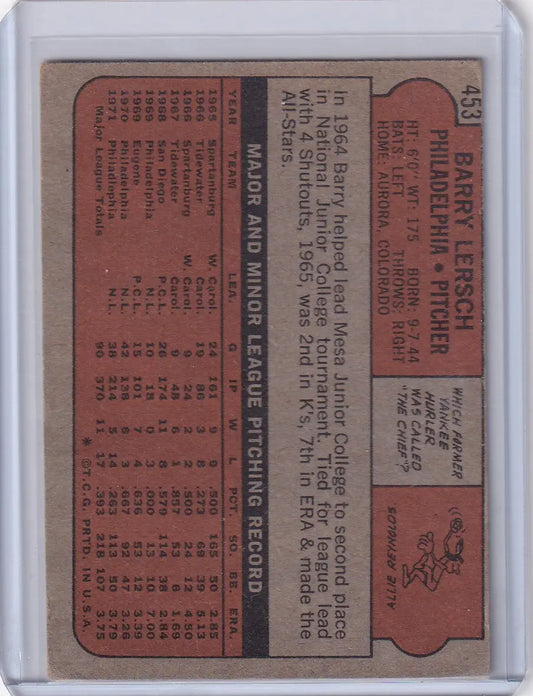 453
BARRY LERSCH
PHILADELPHIA • PITCHER
HT: 6'0" WT: 175 BORN: 9-7-44
BATS: LEFT THROWS: RIGHT
HOME: AURORA, COLORADO
WHICH FORMER
YANKEE
HURLER
WAS CALLED
"THE CHIEF"?
ALLIE REYNOLDS
In 1964 Barry helped lead Mesa Junior College to second place
in National Junior College tournament. Tied for league lead
with 4 Shutouts, 1965, was 2nd in K's, 7th in ERA & made the
All-Stars.
MAJOR AND MINOR LEAGUE PITCHING RECORD
YEAR TEAM LEA. G IP W L PCT. SO. BB. ERA.
1965 Spartanburg W. Carol. 24 161 9 9 .500 165 50 2.85
1966 Tidewater Carol. 19 86 3 8 .273 69 39 5.13
1966 Spartanburg W. Carol. 9 24 2 2 .500 24 12 4.50
1967 Tidewater Carol. 9 48 6 1 .857 53 6 1.69
1968 San Diego P.C.L. 26 174 11 8 .579 114 38 2.84
1969 Philadelphia N.L. 10 18 0 3 .000 13 10 7.00
1969 Eugene P.C.L. 15 101 7 4 .636 53 12 3.39
1970 Philadelphia N.L. 42 138 6 3 .667 92 47 3.26
1971 Philadelphia N.L. 38 214 5 14 .263 113 50 3.79
Major League Totals 90 370 11 17 .393 218 107 3.75
* © T.C.G. PRTD. IN U.S.A.